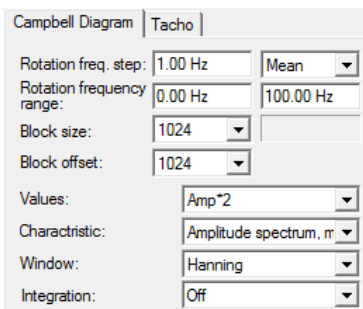 Campbell Diagram Tacho
Rotation freq. step: 1.00 Hz Mean
Rotation frequency
range: 0.00 Hz 100.00 Hz
Block size: 1024
Block offset: 1024
Values: Amp*2
Charactristic: Amplitude spectrum, m
Window: Hanning
Integration: Off